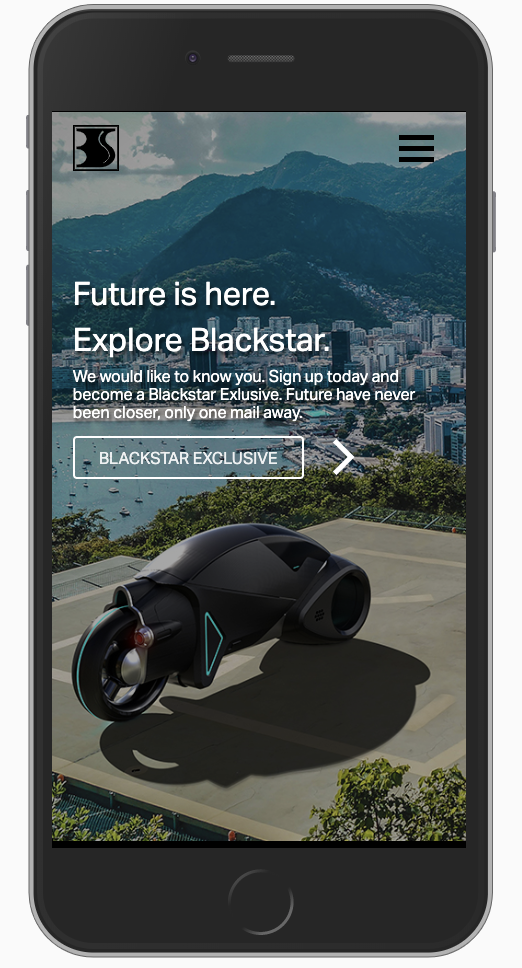 BS
Future is here.
Explore Blackstar.
We would like to know you. Sign up today and
become a Blackstar Exlusive. Future have never
been closer, only one mail away.
BLACKSTAR EXCLUSIVE